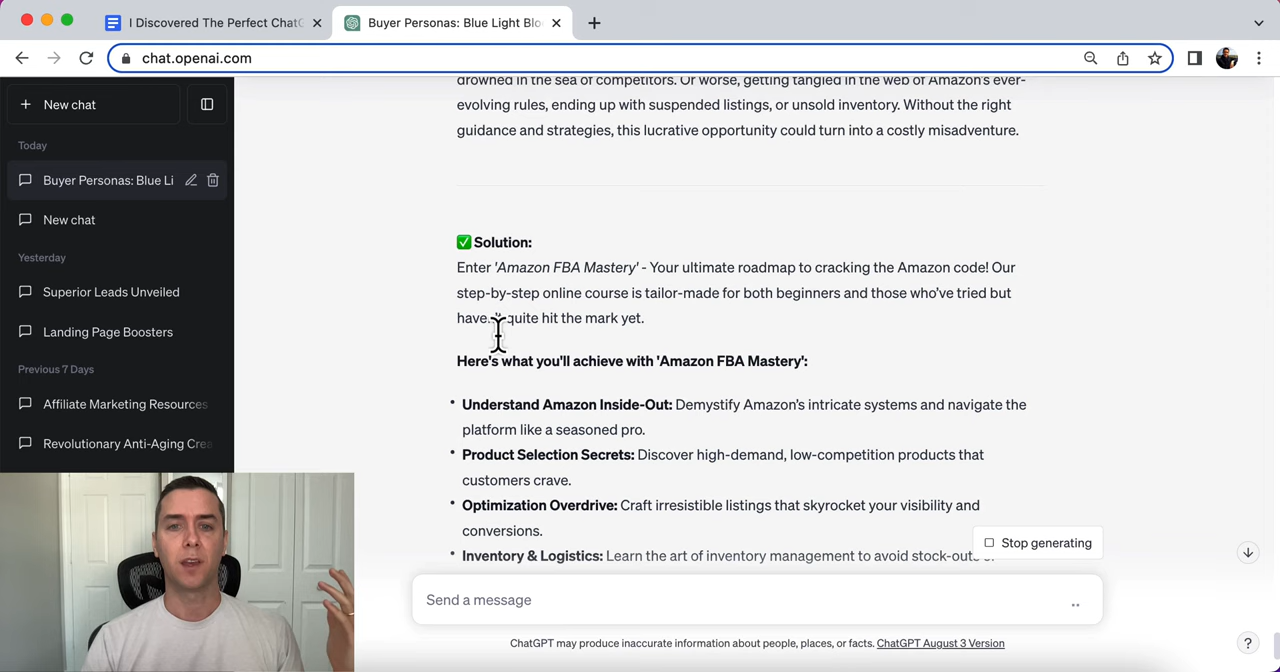 I Discovered The Perfect ChatG
Buyer Personas: Blue Light Blo
chat.openai.com
New chat
Today
Buyer Personas: Blue Li
New chat
Yesterday
Superior Leads Unveiled
Landing Page Boosters
Previous 7 Days
Affiliate Marketing Resources
Revolutionary Anti-Aging Crea
drowned in the sea of competitors. Or worse, getting tangled in the web of Amazon's ever-
evolving rules, ending up with suspended listings, or unsold inventory. Without the right
guidance and strategies, this lucrative opportunity could turn into a costly misadventure.
✅ Solution:
Enter 'Amazon FBA Mastery' - Your ultimate roadmap to cracking the Amazon code! Our
step-by-step online course is tailor-made for both beginners and those who've tried but
quite hit the mark yet.
Here's what you'll achieve with 'Amazon FBA Mastery':
• Understand Amazon Inside-Out: Demystify Amazon's intricate systems and navigate the
platform like a seasoned pro.
• Product Selection Secrets: Discover high-demand, low-competition products that
customers crave.
• Optimization Overdrive: Craft irresistible listings that skyrocket your visibility and
conversions.
• Inventory & Logistics: Learn the art of inventory management to avoid stock-outs or
Stop generating
Send a message
ChatGPT may produce inaccurate information about people, places, or facts. ChatGPT August 3 Version
?